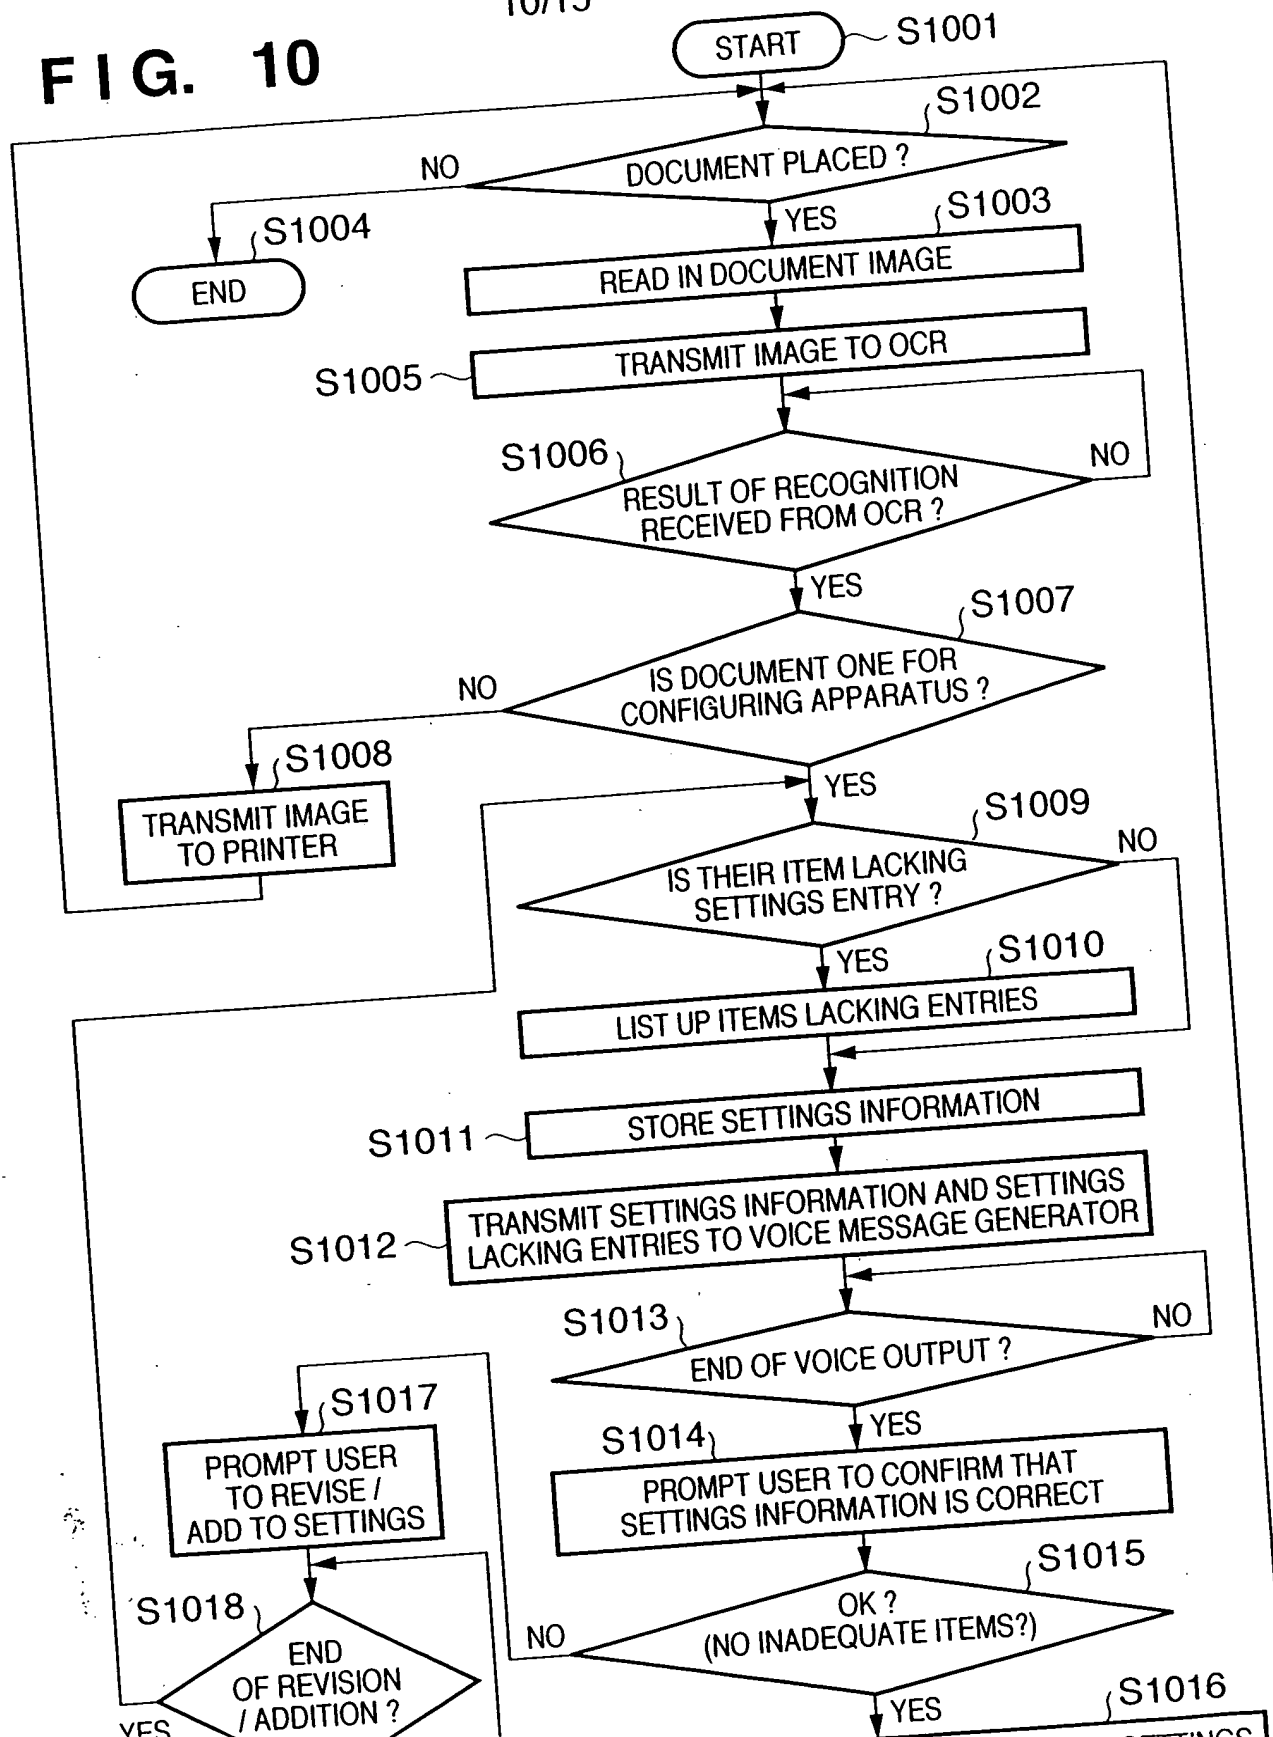 10/15
FIG. 10
START
S1001
S1002
DOCUMENT PLACED ?
NO
YES
S1003
S1004
END
READ IN DOCUMENT IMAGE
TRANSMIT IMAGE TO OCR
S1005
S1006
NO
RESULT OF RECOGNITION
RECEIVED FROM OCR ?
YES
S1007
IS DOCUMENT ONE FOR
CONFIGURING APPARATUS ?
NO
S1008
TRANSMIT IMAGE
TO PRINTER
YES
S1009
NO
IS THEIR ITEM LACKING
SETTINGS ENTRY ?
YES
S1010
LIST UP ITEMS LACKING ENTRIES
S1011
STORE SETTINGS INFORMATION
S1012
TRANSMIT SETTINGS INFORMATION AND SETTINGS
LACKING ENTRIES TO VOICE MESSAGE GENERATOR
S1013
NO
END OF VOICE OUTPUT ?
YES
S1017
PROMPT USER
TO REVISE /
ADD TO SETTINGS
S1014
PROMPT USER TO CONFIRM THAT
SETTINGS INFORMATION IS CORRECT
S1015
OK ?
(NO INADEQUATE ITEMS?)
NO
S1018
END
OF REVISION
/ ADDITION ?
YES
YES
S1016
SETTINGS